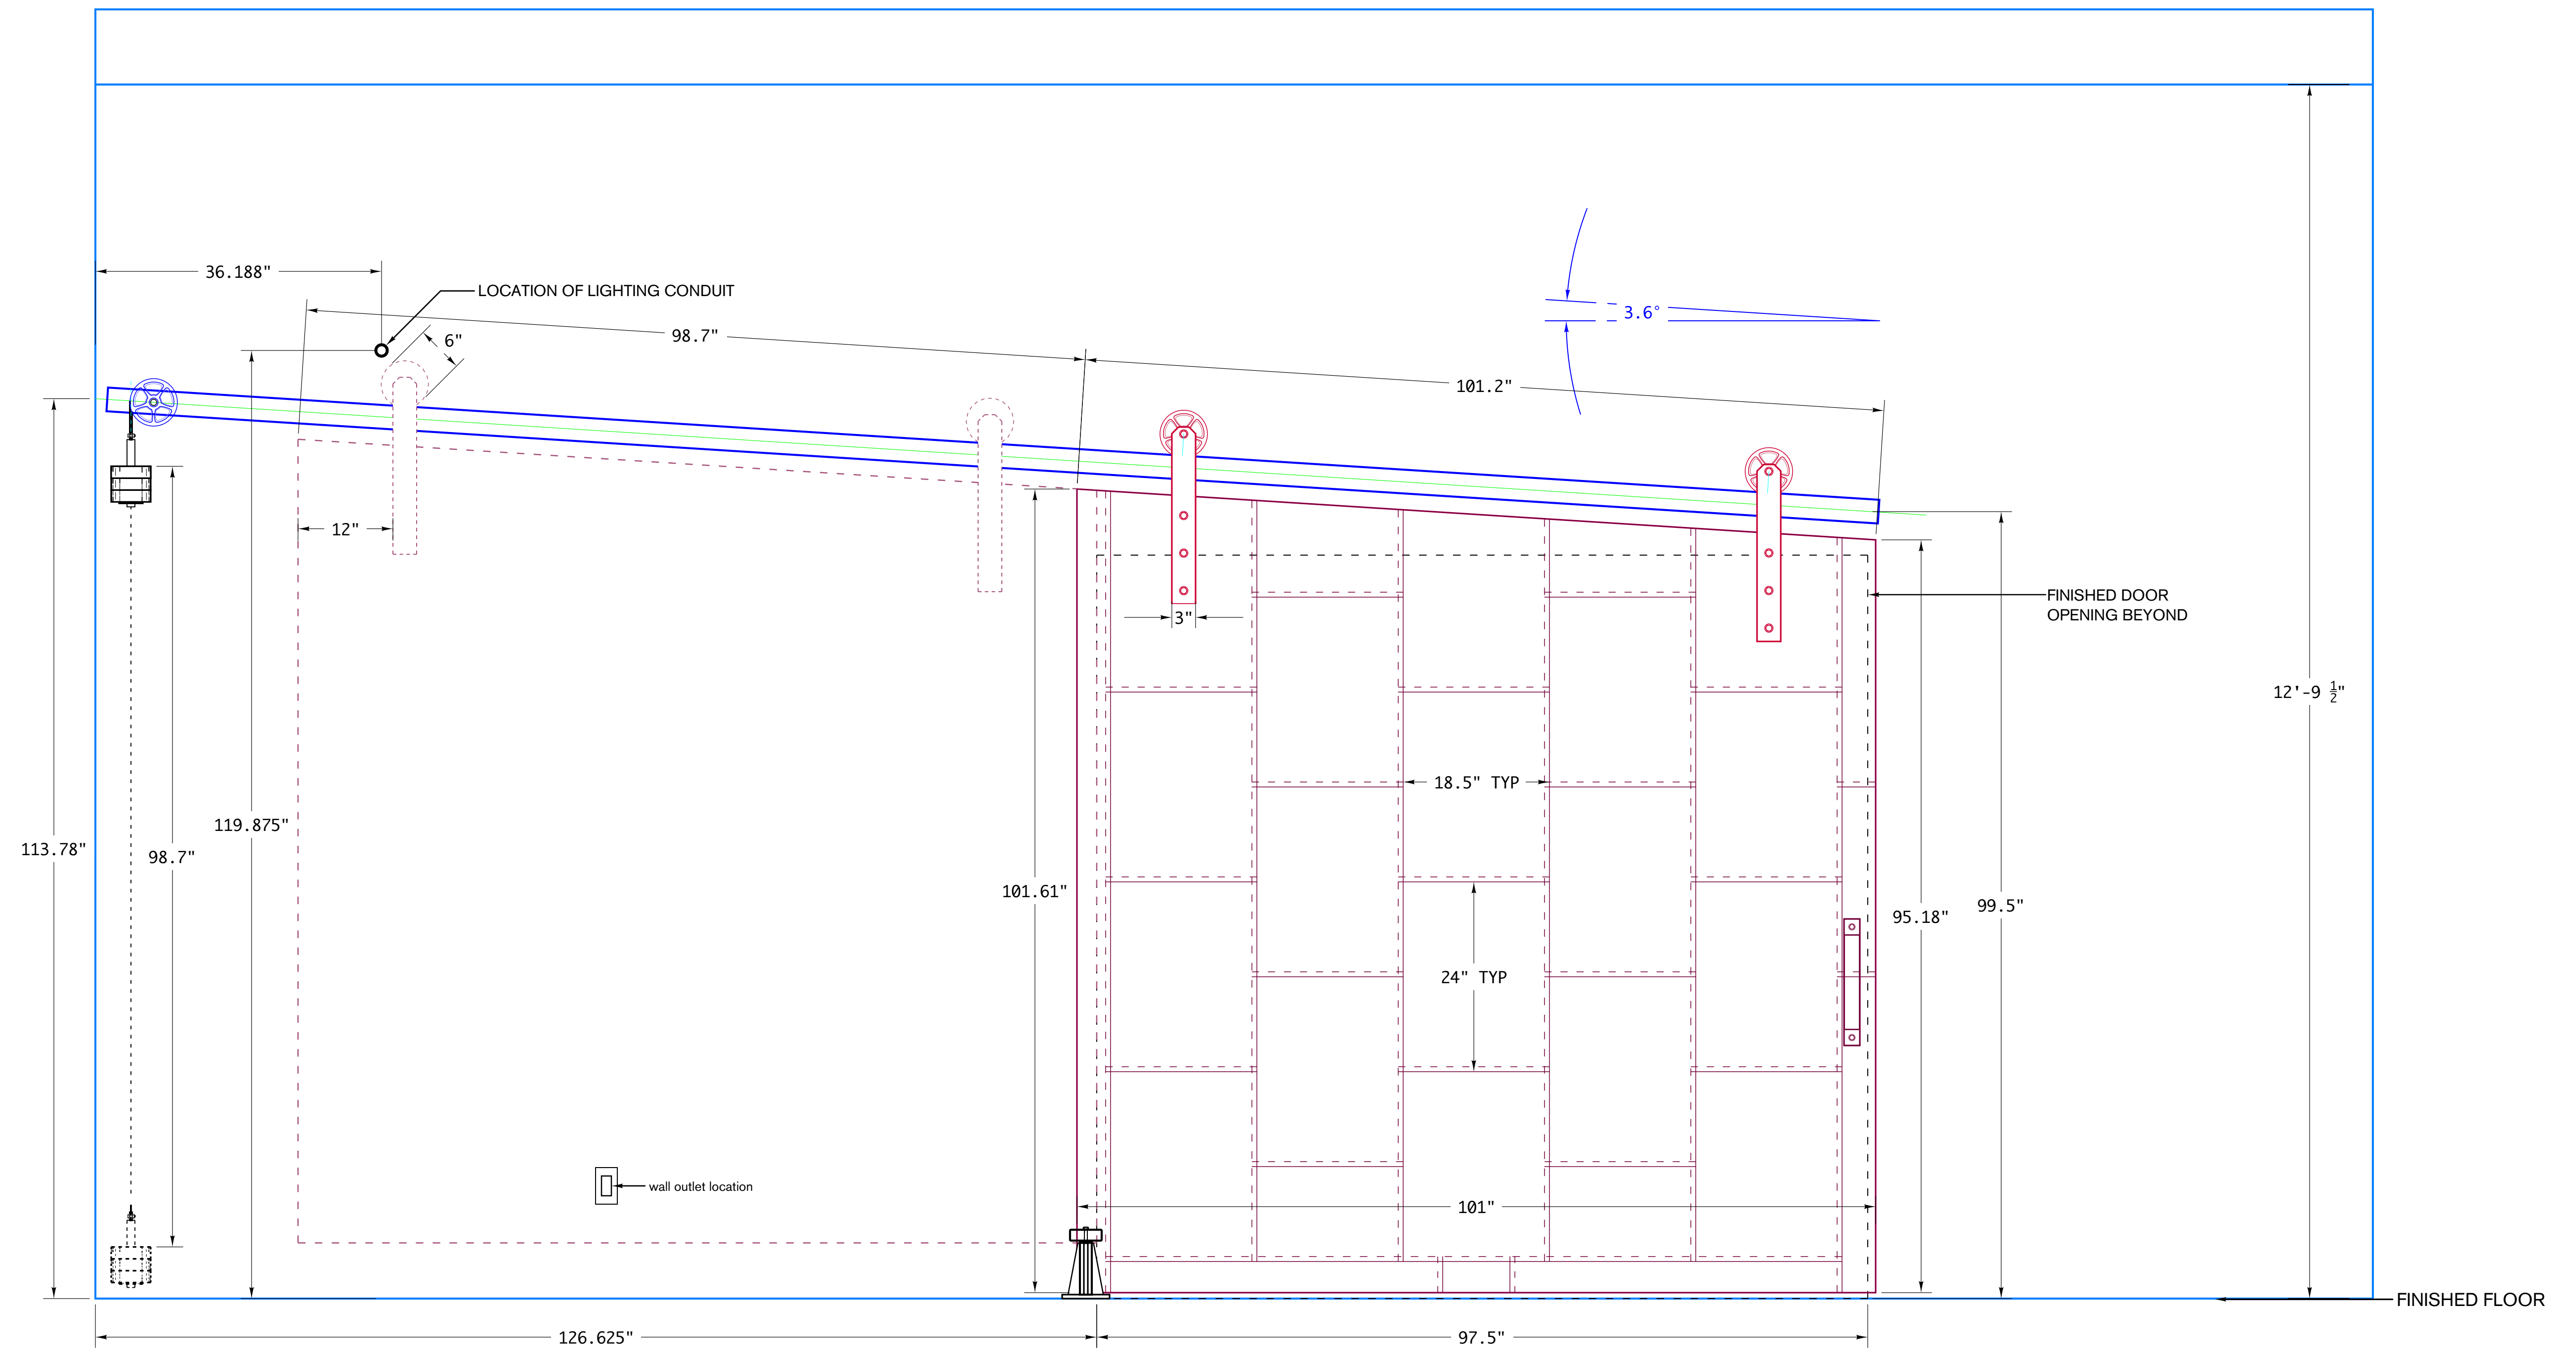 36.188"
LOCATION OF LIGHTING CONDUIT
3.6°
98.7"
6"
101.2"
12"
FINISHED DOOR
OPENING BEYOND
3"
12'-9 1/2"
18.5" TYP
119.875"
113.78"
98.7"
101.61"
99.5"
95.18"
24" TYP
wall outlet location
101"
FINISHED FLOOR
126.625"
97.5"